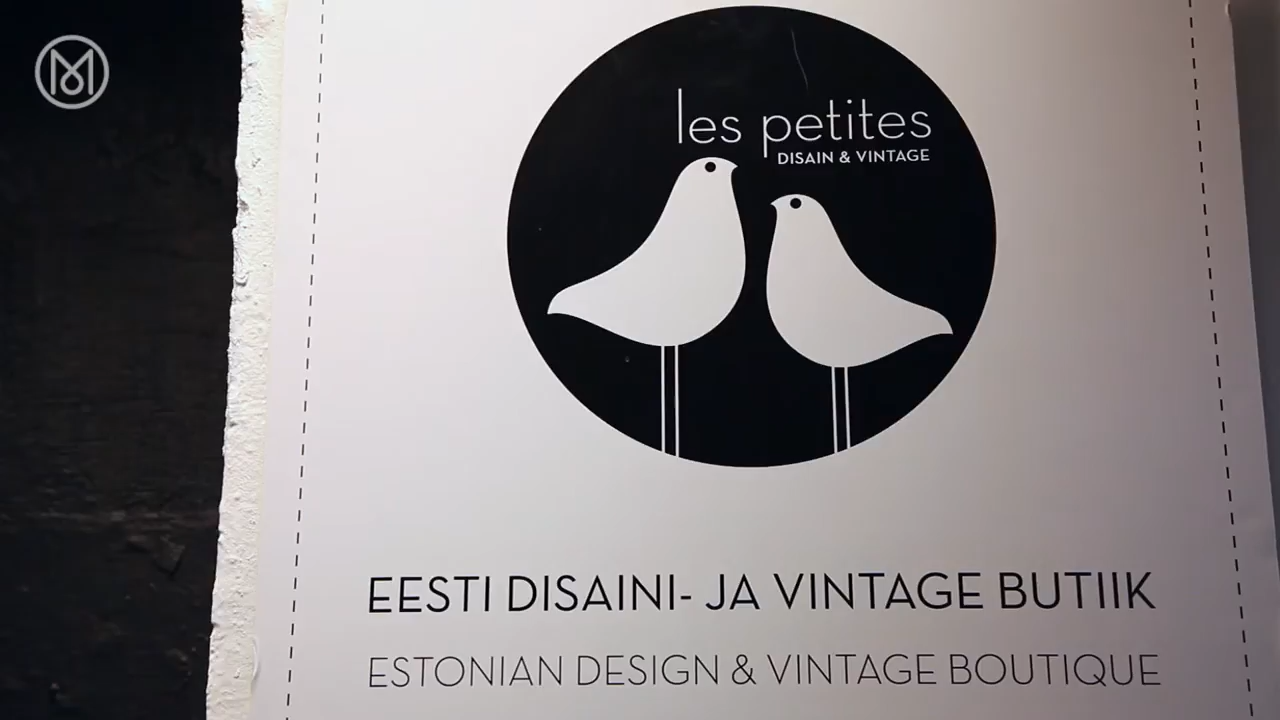 les petites
DISAIN & VINTAGE
EESTI DISAINI- JA VINTAGE BUTIIK
ESTONIAN DESIGN & VINTAGE BOUTIQUE